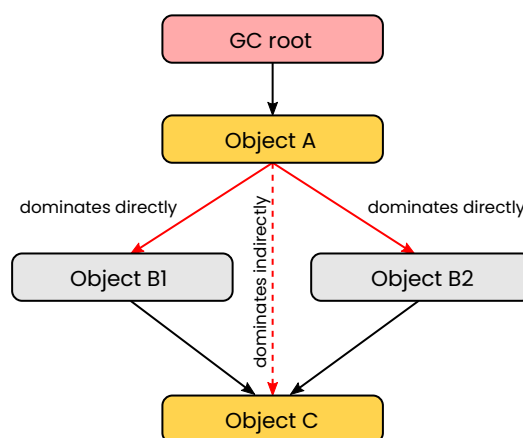 GC root
Object A
dominates directly
dominates directly
dominates indirectly
Object B1
Object B2
Object C